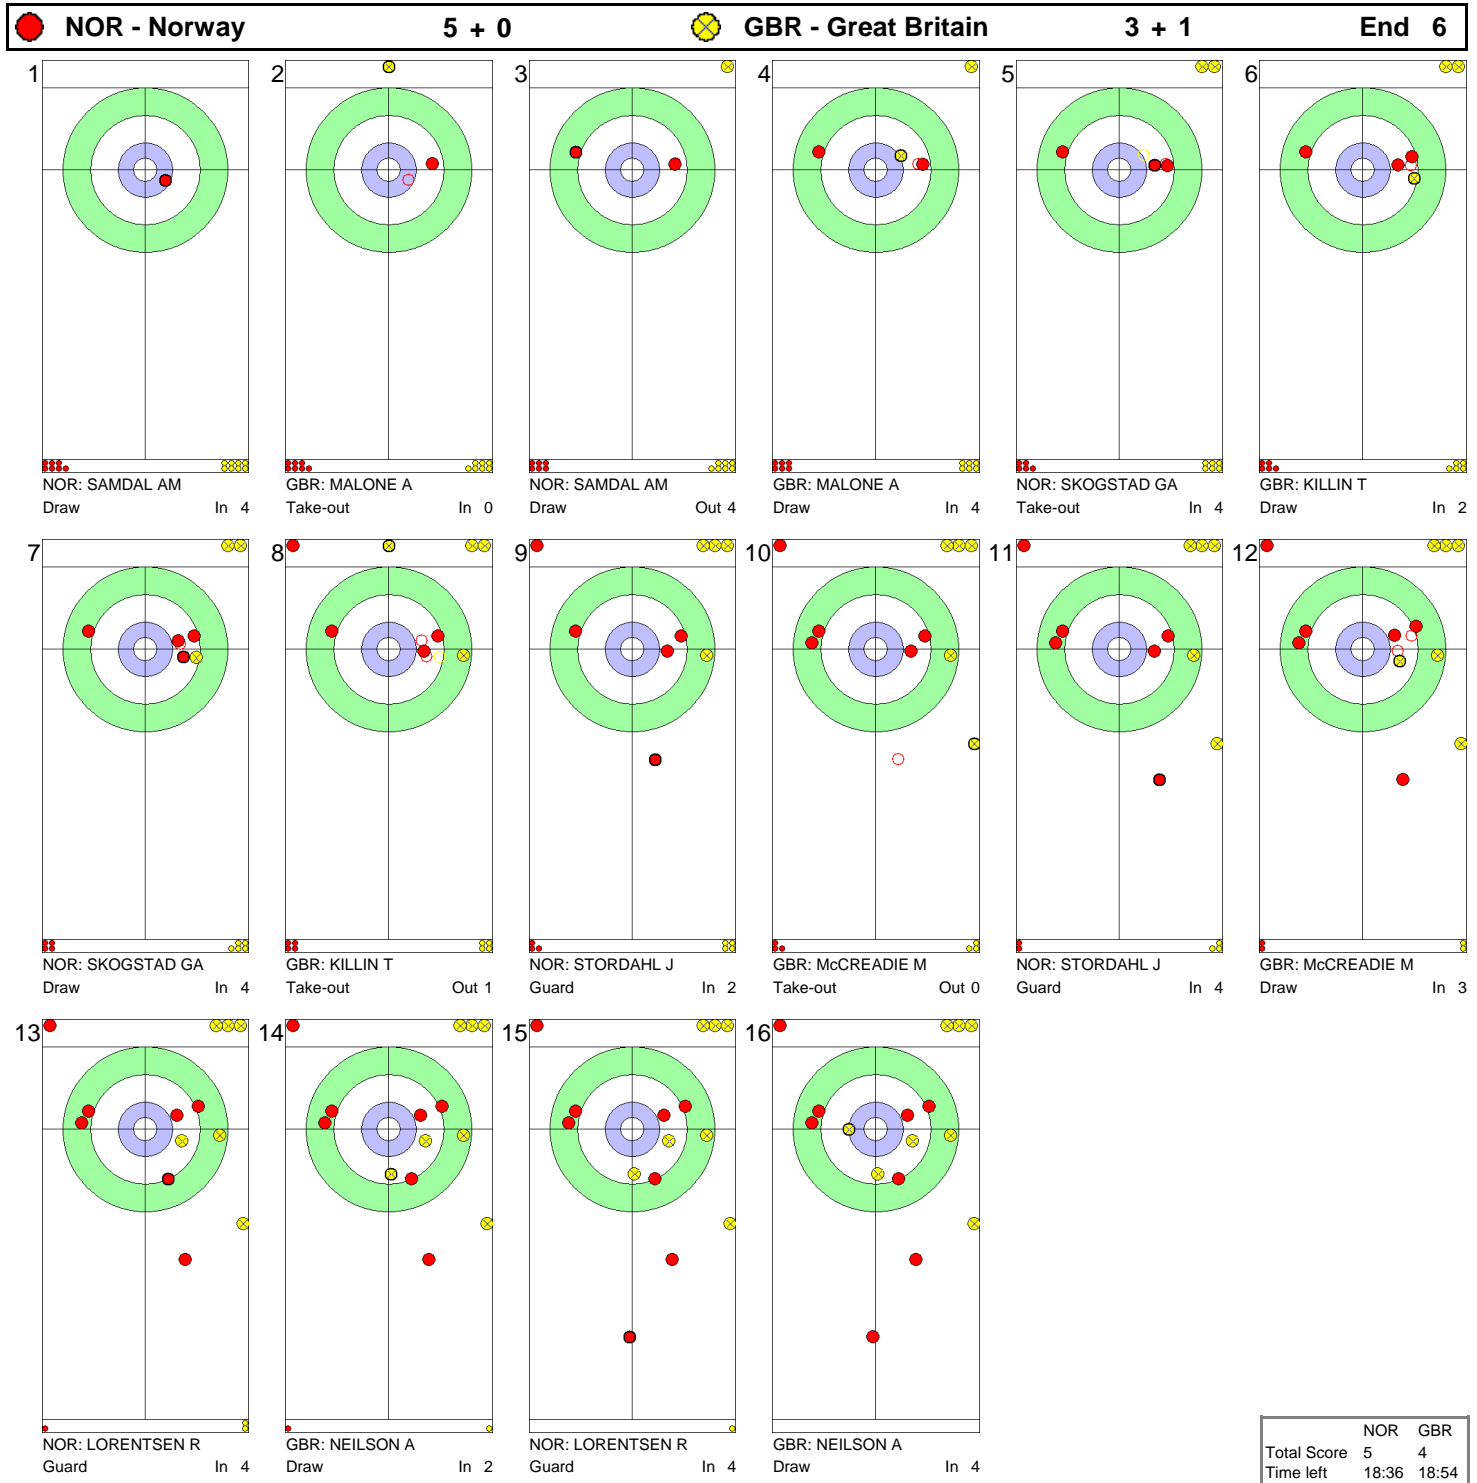 NOR - Norway 5 + 0 GBR - Great Britain 3 + 1 End 6
1 2 3 4 5 6
NOR: SAMDAL AM GBR: MALONE A NOR: SAMDAL AM GBR: MALONE A NOR: SKOGSTAD GA GBR: KILLIN T
Draw In 4 Take-out In 0 Draw Out 4 Draw In 4 Take-out In 4 Draw In 2
7 8 9 10 11 12
NOR: SKOGSTAD GA GBR: KILLIN T NOR: STORDAHL J GBR: McCREADIE M NOR: STORDAHL J GBR: McCREADIE M
Draw In 4 Take-out Out 1 Guard In 2 Take-out Out 0 Guard In 4 Draw In 3
13 14 15 16
NOR: LORENTSEN R GBR: NEILSON A NOR: LORENTSEN R GBR: NEILSON A
Guard In 4 Draw In 2 Guard In 4 Draw In 4
NOR GBR
Total Score 5 4
Time left 18:36 18:54